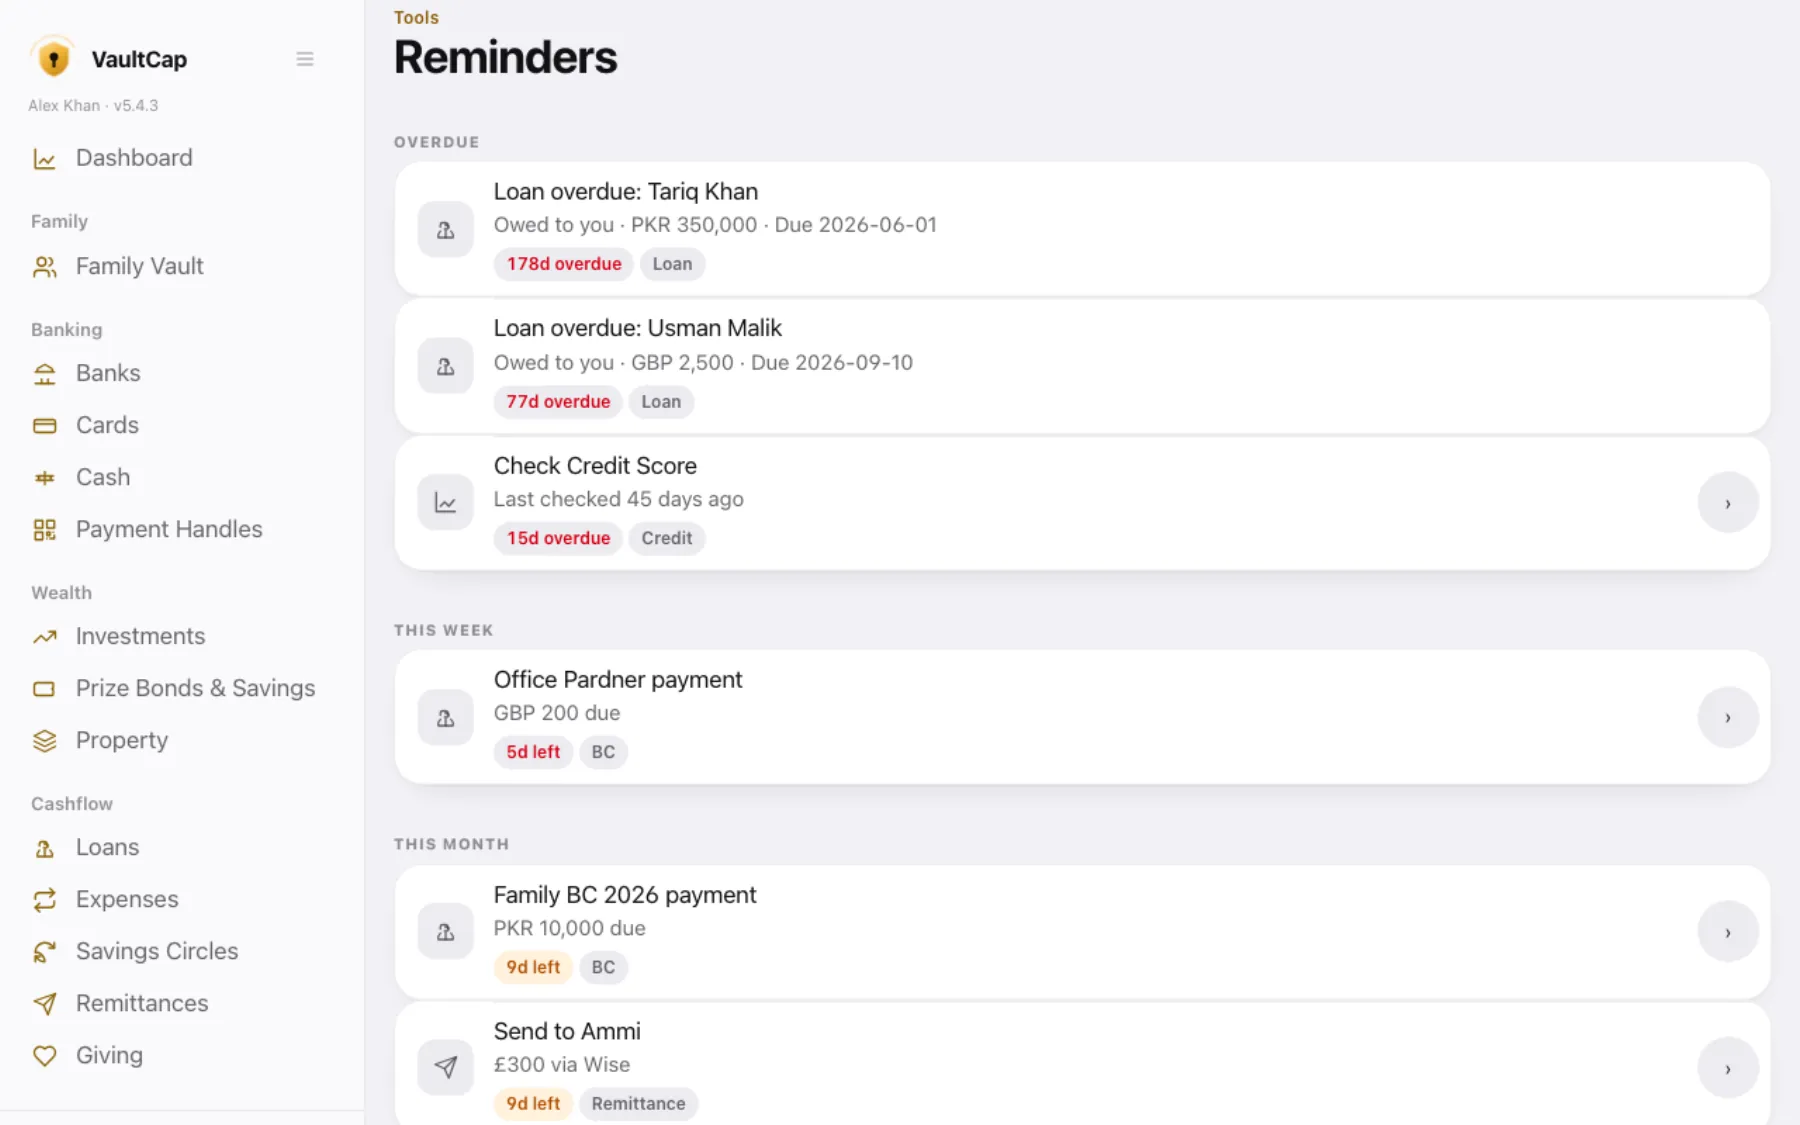 VaultCap
Alex Khan · v5.4.3
Dashboard
Family
Family Vault
Banking
Banks
Cards
Cash
Payment Handles
Wealth
Investments
Prize Bonds & Savings
Property
Cashflow
Loans
Expenses
Savings Circles
Remittances
Giving
Tools
Reminders
OVERDUE
Loan overdue: Tariq Khan
Owed to you · PKR 350,000 · Due 2026-06-01
178d overdue Loan
Loan overdue: Usman Malik
Owed to you · GBP 2,500 · Due 2026-09-10
77d overdue Loan
Check Credit Score
Last checked 45 days ago
15d overdue Credit
THIS WEEK
Office Pardner payment
GBP 200 due
5d left BC
THIS MONTH
Family BC 2026 payment
PKR 10,000 due
9d left BC
Send to Ammi
£300 via Wise
9d left Remittance